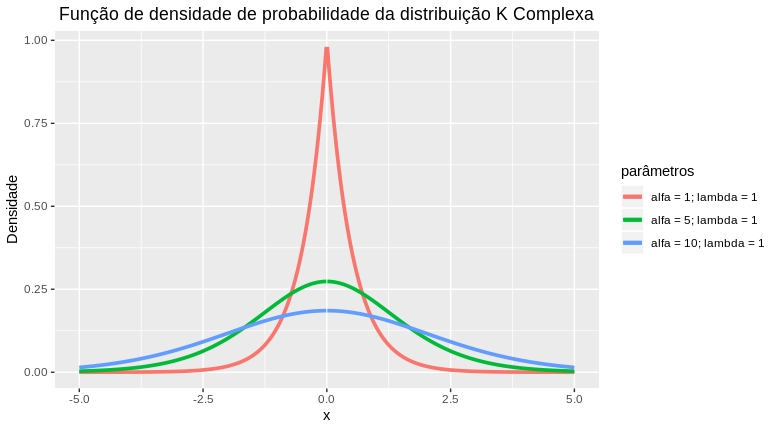 Função de densidade de probabilidade da distribuição K Complexa
1.00
0.75
0.50
0.25
0.00
Densidade
-5.0
-2.5
0.0
2.5
5.0
x
parâmetros
alfa = 1; lambda = 1
alfa = 5; lambda = 1
alfa = 10; lambda = 1